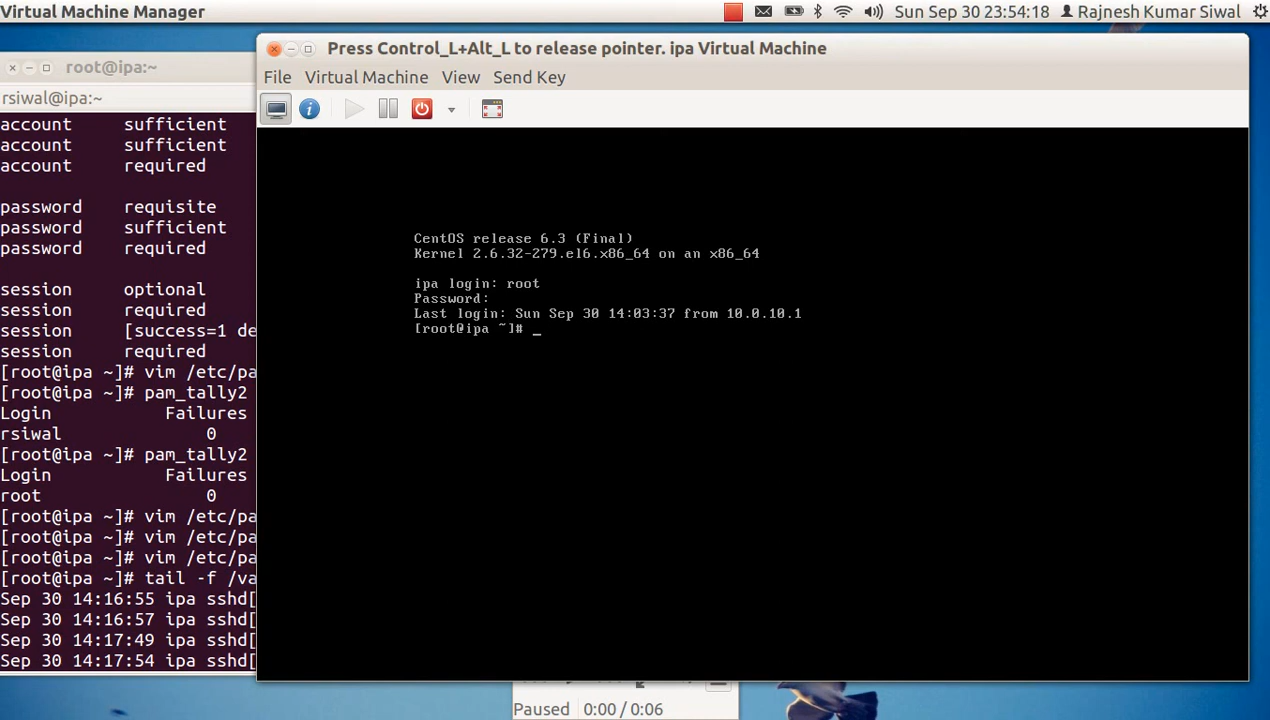 Virtual Machine Manager
Sun Sep 30 23:54:18 Rajnesh Kumar Siwal
root@ipa:~
rsiwal@ipa:~
account sufficient
account sufficient
account required
password requisite
password sufficient
password required
session optional
session required
session [success=1 de
session required
[root@ipa ~]# vim /etc/pa
[root@ipa ~]# pam_tally2
Login Failures
rsiwal 0
[root@ipa ~]# pam_tally2
Login Failures
root 0
[root@ipa ~]# vim /etc/pa
[root@ipa ~]# vim /etc/pa
[root@ipa ~]# vim /etc/pa
[root@ipa ~]# tail -f /va
Sep 30 14:16:55 ipa sshd[
Sep 30 14:16:57 ipa sshd[
Sep 30 14:17:49 ipa sshd[
Sep 30 14:17:54 ipa sshd[
Press Control_L+Alt_L to release pointer. ipa Virtual Machine
File Virtual Machine View Send Key
CentOS release 6.3 (Final)
Kernel 2.6.32-279.el6.x86_64 on an x86_64
ipa login: root
Password:
Last login: Sun Sep 30 14:03:37 from 10.0.10.1
[root@ipa ~]# _
Paused 0:00 / 0:06